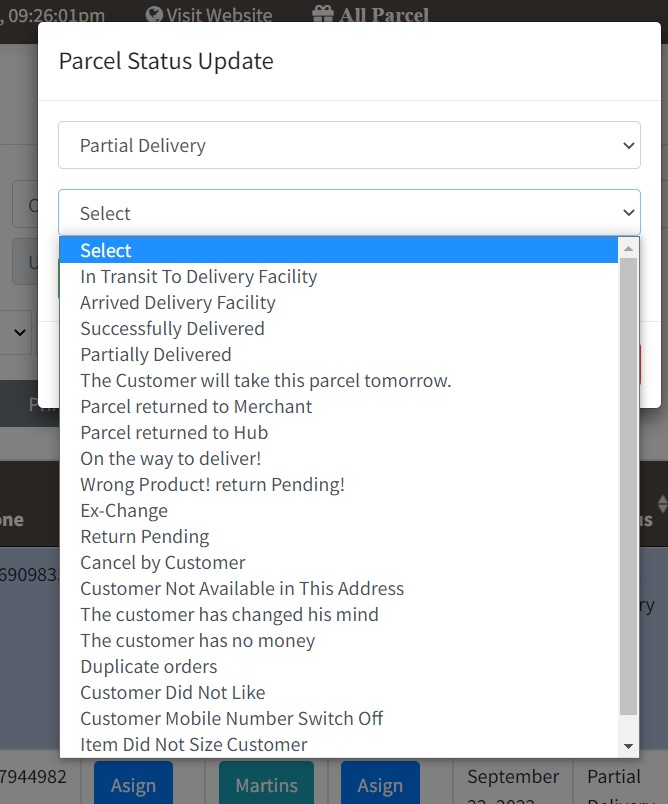 , 09:26:01pm Visit Website All Parcel
Parcel Status Update
Partial Delivery
Select
Select
In Transit To Delivery Facility
Arrived Delivery Facility
Successfully Delivered
Partially Delivered
The Customer will take this parcel tomorrow.
Parcel returned to Merchant
Parcel returned to Hub
On the way to deliver!
Wrong Product! return Pending!
Ex-Change
Return Pending
Cancel by Customer
Customer Not Available in This Address
The customer has changed his mind
The customer has no money
Duplicate orders
Customer Did Not Like
Customer Mobile Number Switch Off
Item Did Not Size Customer
7944982 Asign Martins Asign September Partial